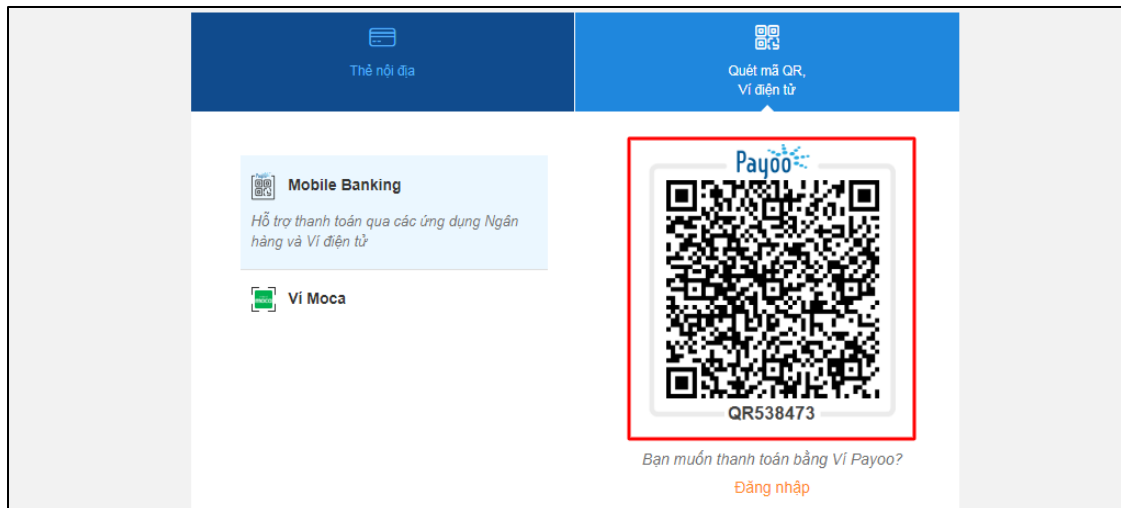 Thẻ nội địa
Quét mã QR,
Ví điện tử
Mobile Banking
Hỗ trợ thanh toán qua các ứng dụng Ngân
hàng và Ví điện tử
Ví Moca
Payoo
QR538473
Bạn muốn thanh toán bằng Ví Payoo?
Đăng nhập